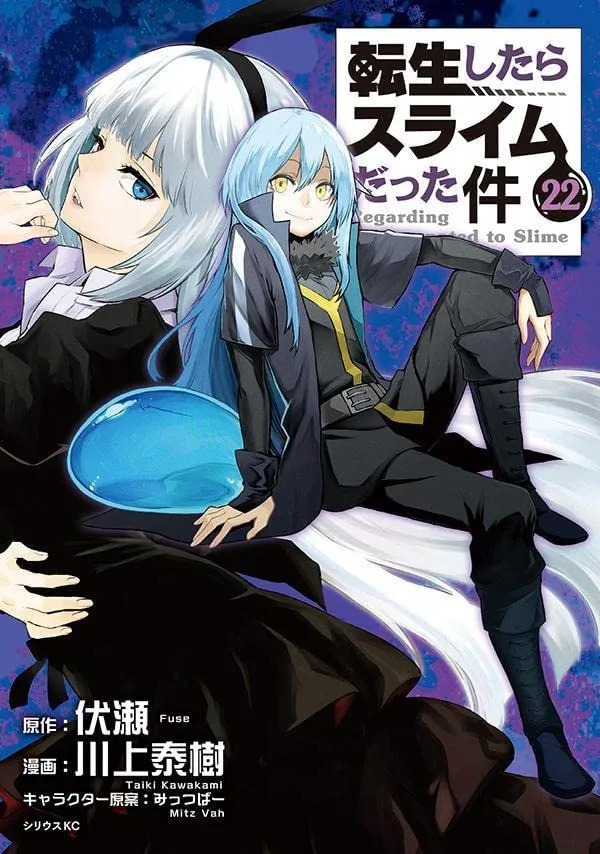 転生したら
スライム
だった件
22
Regarding
to Slime
原作：伏瀬
Fuse
漫画：川上泰樹
Taiki Kawakami
キャラクター原案：みっつばー
Mitz Vah
シリウスKC